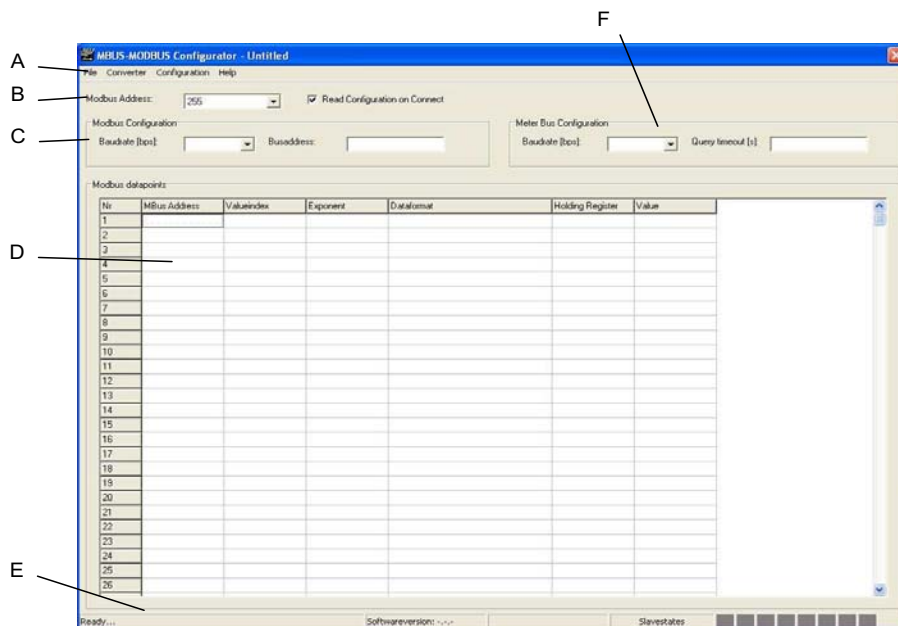 F
MBUS-MODBUS Configurator - Untitled
A
File Converter Configuration Help
B
Modbus Address: 255 Read Configuration on Connect
Modbus Configuration Meter Bus Configuration
C
Baudrate [bps]: Busaddress: Baudrate [bps]: Query timeout [s]:
Modbus datapoints
Nr MBus Address Valueindex Exponent Dataformat Holding Register Value
1
2
3
D
4
5
6
7
8
9
10
11
12
13
14
15
16
17
18
19
20
21
22
23
24
25
26
E
Ready... Softwareversion: -.-.- Slavestates